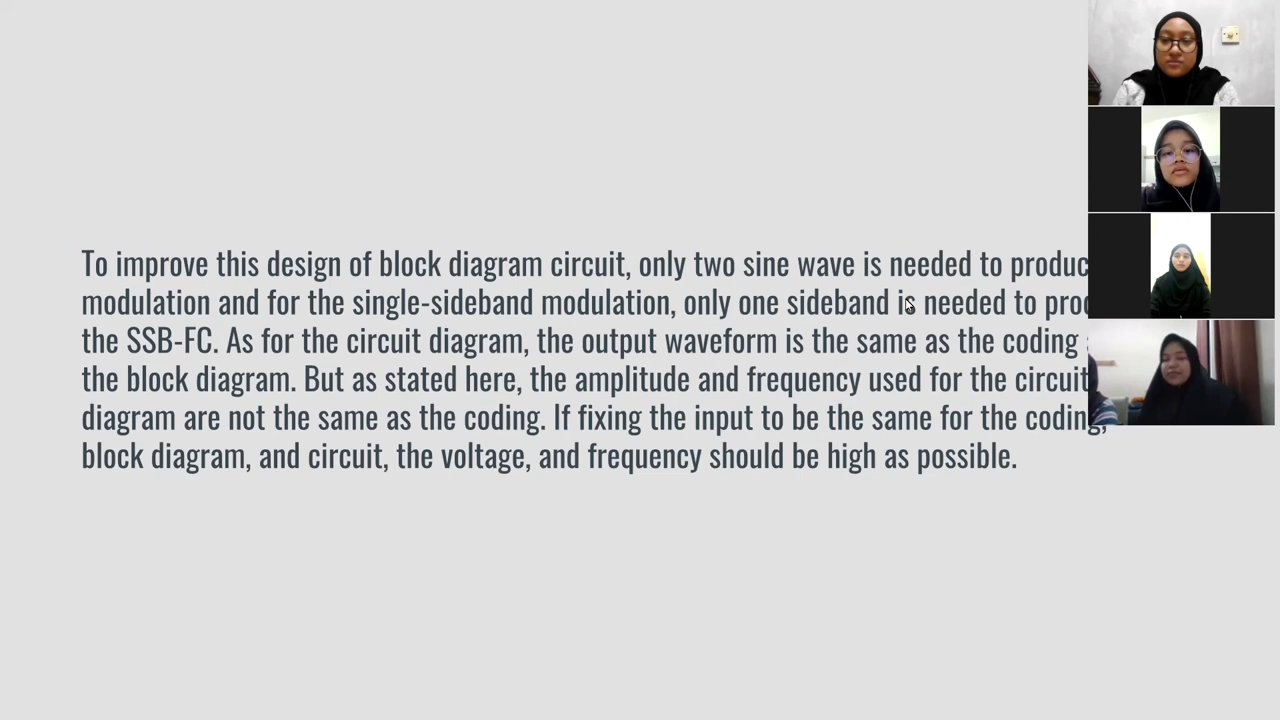 To improve this design of block diagram circuit, only two sine wave is needed to
modulation and for the single-sideband modulation, only one sideband is needed to
the SSB-FC. As for the circuit diagram, the output waveform is the same as the coding
the block diagram. But as stated here, the amplitude and frequency used for the circuit
diagram are not the same as the coding. If fixing the input to be the same for the coding,
block diagram, and circuit, the voltage, and frequency should be high as possible.